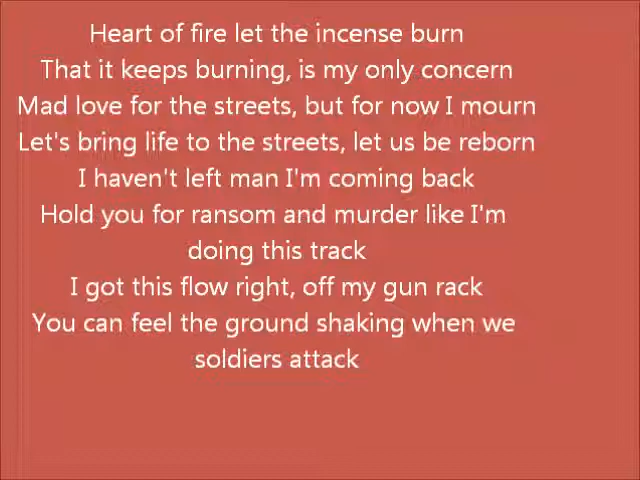 Heart of fire let the incense burn
That it keeps burning, is my only concern
Mad love for the streets, but for now I mourn
Let's bring life to the streets, let us be reborn
I haven't left man I'm coming back
Hold you for ransom and murder like I'm
doing this track
I got this flow right, off my gun rack
You can feel the ground shaking when we
soldiers attack